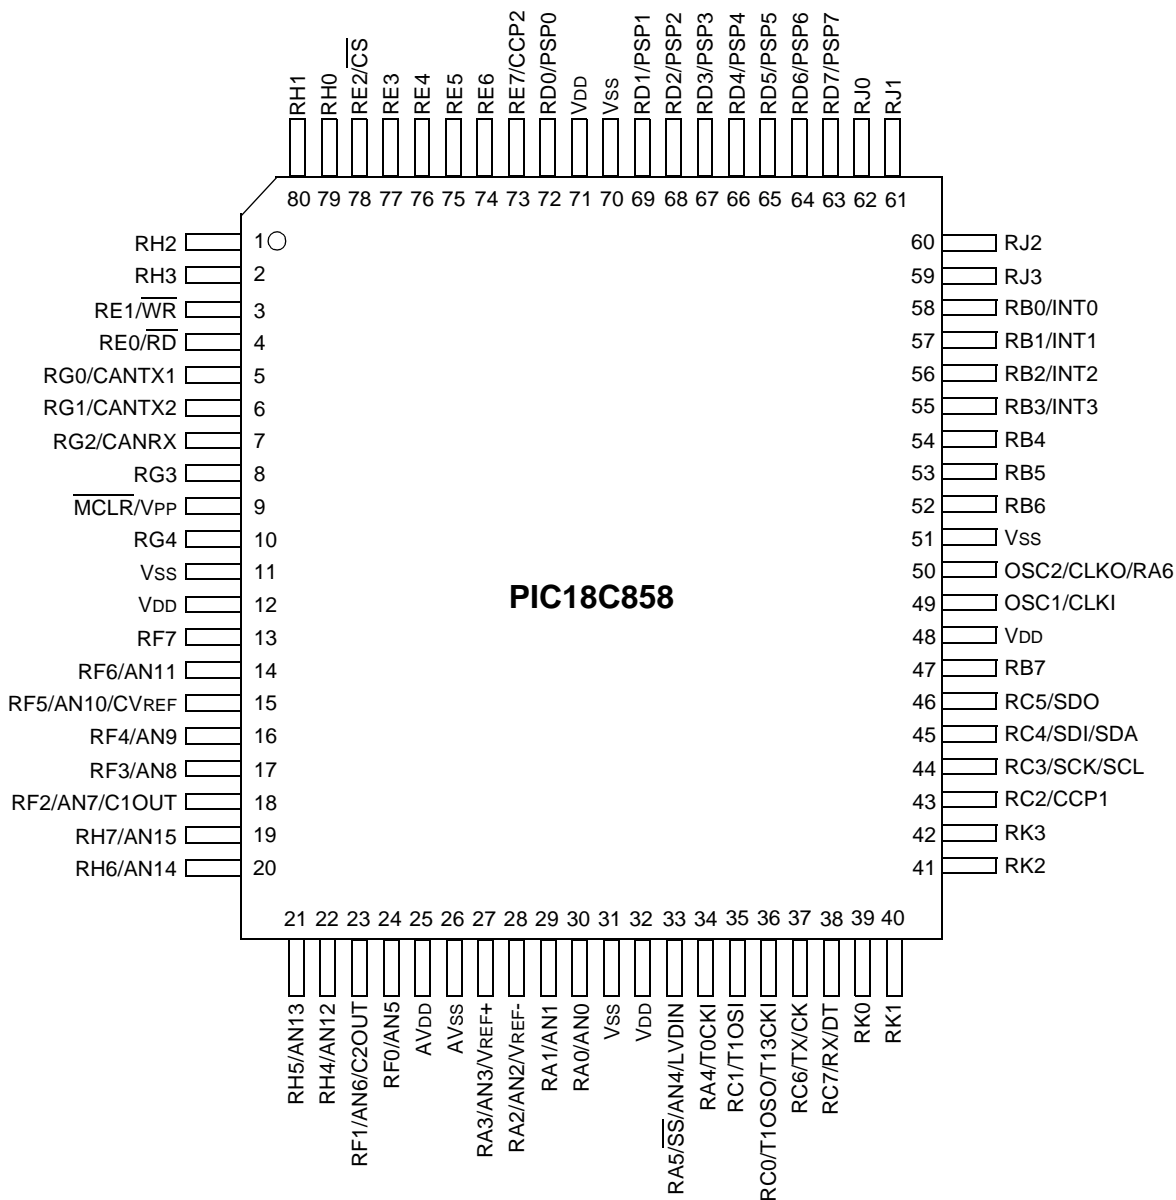 RH1
RH0
RE2/C̅S̅
RE3
RE4
RE5
RE6
RE7/CCP2
RD0/PSP0
VDD
VSS
RD1/PSP1
RD2/PSP2
RD3/PSP3
RD4/PSP4
RD5/PSP5
RD6/PSP6
RD7/PSP7
RJ0
RJ1
80 79 78 77 76 75 74 73 72 71 70 69 68 67 66 65 64 63 62 61
RH2 1
RH3 2
RE1/W̅R̅ 3
RE0/R̅D̅ 4
RG0/CANTX1 5
RG1/CANTX2 6
RG2/CANRX 7
RG3 8
M̅C̅L̅R̅/VPP 9
RG4 10
VSS 11
VDD 12
RF7 13
RF6/AN11 14
RF5/AN10/CVREF 15
RF4/AN9 16
RF3/AN8 17
RF2/AN7/C1OUT 18
RH7/AN15 19
RH6/AN14 20
PIC18C858
60 RJ2
59 RJ3
58 RB0/INT0
57 RB1/INT1
56 RB2/INT2
55 RB3/INT3
54 RB4
53 RB5
52 RB6
51 VSS
50 OSC2/CLKO/RA6
49 OSC1/CLKI
48 VDD
47 RB7
46 RC5/SDO
45 RC4/SDI/SDA
44 RC3/SCK/SCL
43 RC2/CCP1
42 RK3
41 RK2
21 22 23 24 25 26 27 28 29 30 31 32 33 34 35 36 37 38 39 40
RH5/AN13
RH4/AN12
RF1/AN6/C2OUT
RF0/AN5
AVDD
AVSS
RA3/AN3/VREF+
RA2/AN2/VREF-
RA1/AN1
RA0/AN0
VSS
VDD
RA5/S̅S̅/AN4/LVDIN
RA4/T0CKI
RC1/T1OSI
RC0/T1OSO/T13CKI
RC6/TX/CK
RC7/RX/DT
RK0
RK1